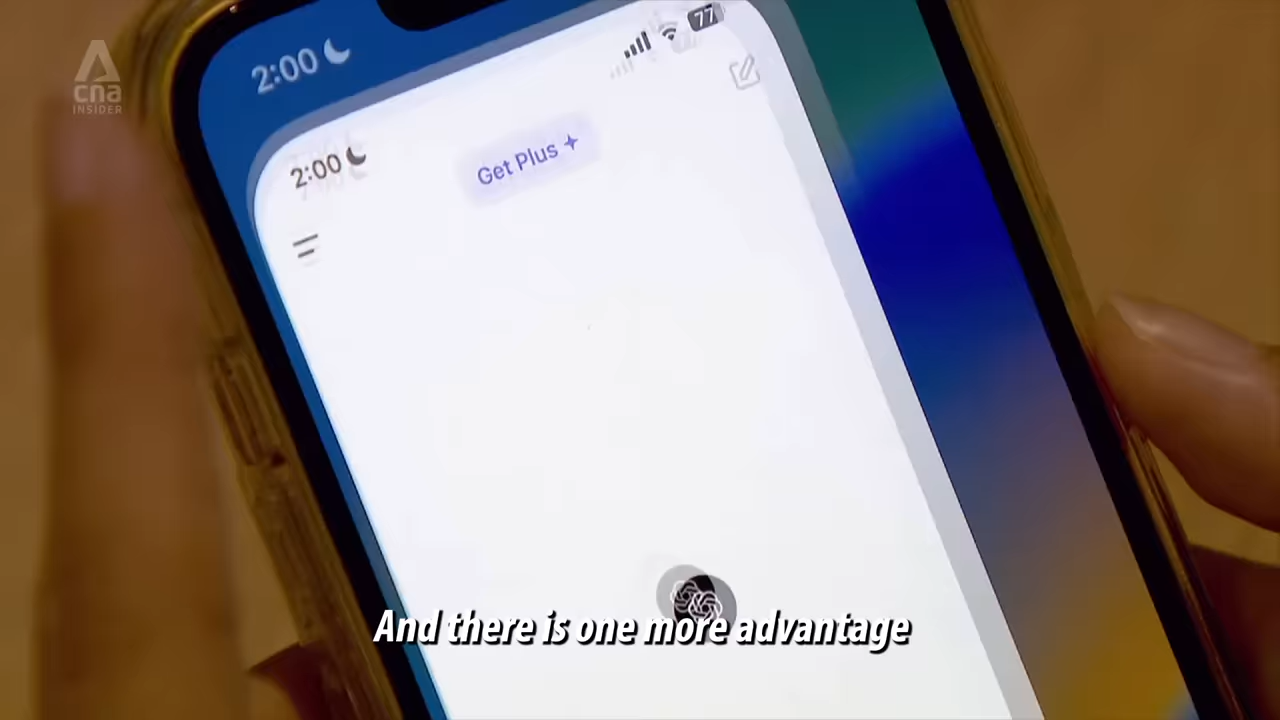 cna
INSIDER
2:00
77
2:00
Get Plus
And there is one more advantage